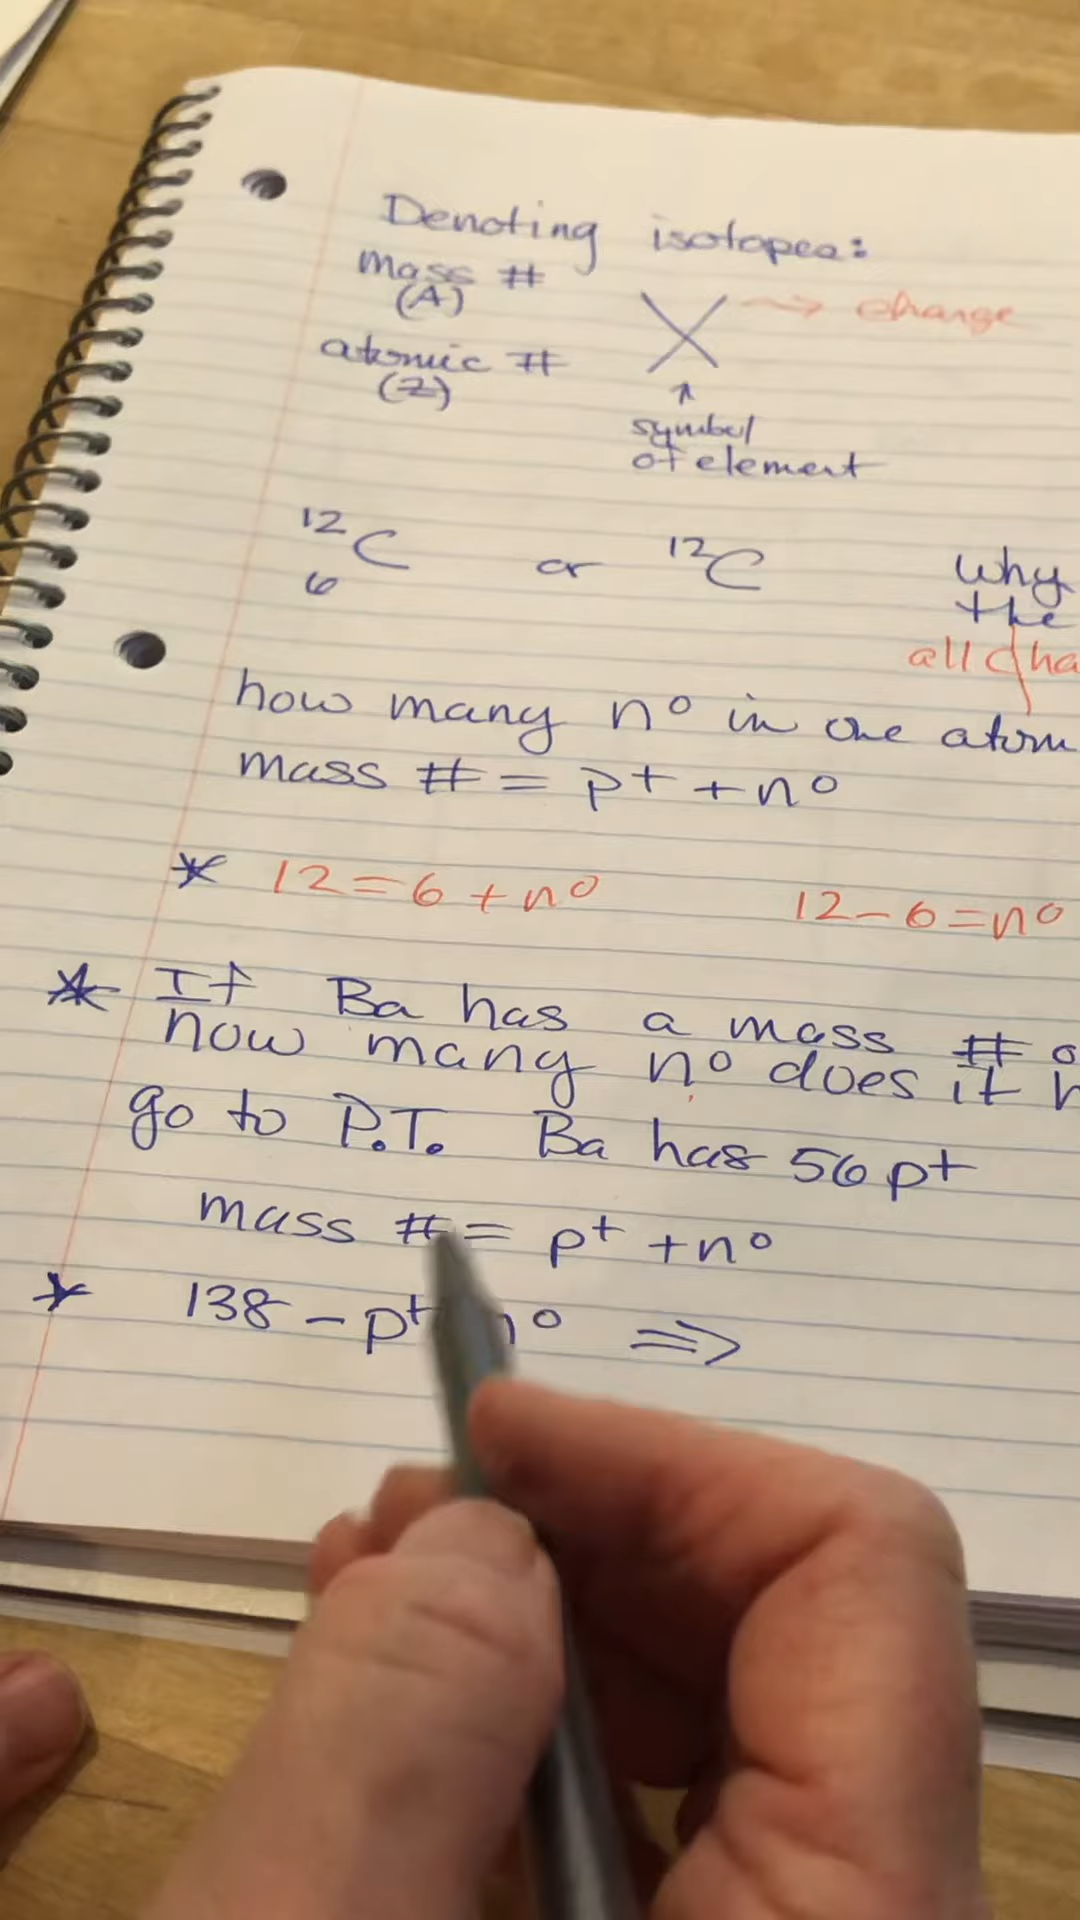 Denoting isotopes:
mass #
(A)
X → change
atomic #
(Z)
↑
symbol
of element
12
6 C or 12C
Why
the
all cha
how many n° in one atom
mass # = p+ + n°
* 12 = 6 + n° 12 - 6 = n°
* If Ba has a mass #
how many n° does it
go to P.T. Ba has 56 p+
mass # = p+ + n°
* 138 - p+ n° ⇒